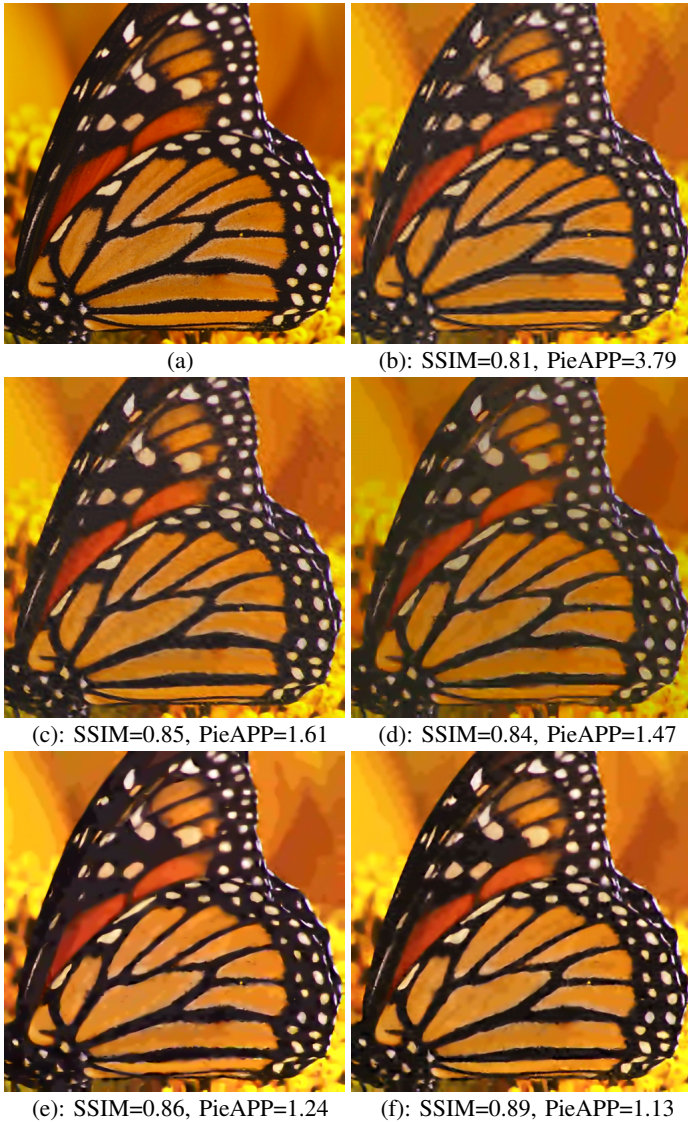 (a)
(b): SSIM=0.81, PieAPP=3.79
(c): SSIM=0.85, PieAPP=1.61
(d): SSIM=0.84, PieAPP=1.47
(e): SSIM=0.86, PieAPP=1.24
(f): SSIM=0.89, PieAPP=1.13